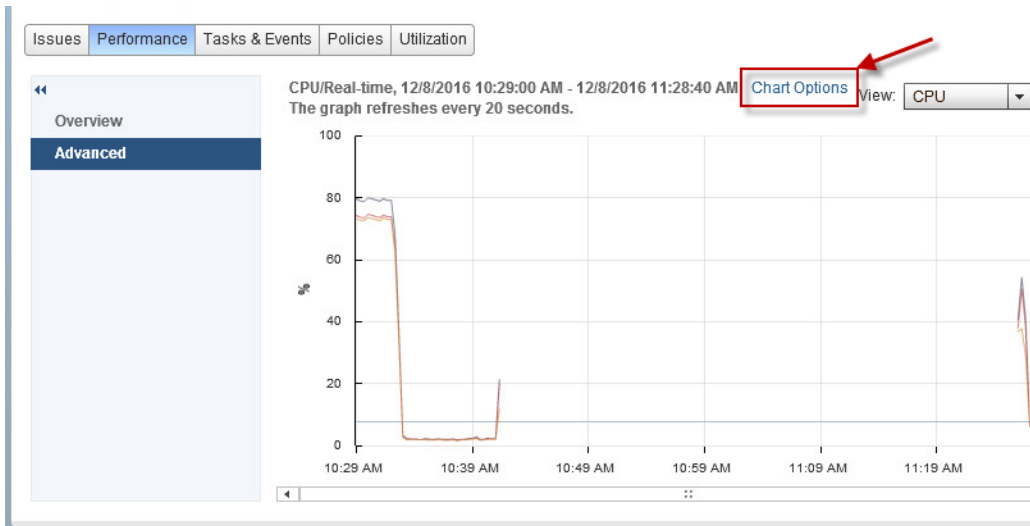 Issues Performance Tasks & Events Policies Utilization
CPU/Real-time, 12/8/2016 10:29:00 AM - 12/8/2016 11:28:40 AM Chart Options View: CPU
The graph refreshes every 20 seconds.
Overview
Advanced
100
80
60
%
40
20
0
10:29 AM 10:39 AM 10:49 AM 10:59 AM 11:09 AM 11:19 AM